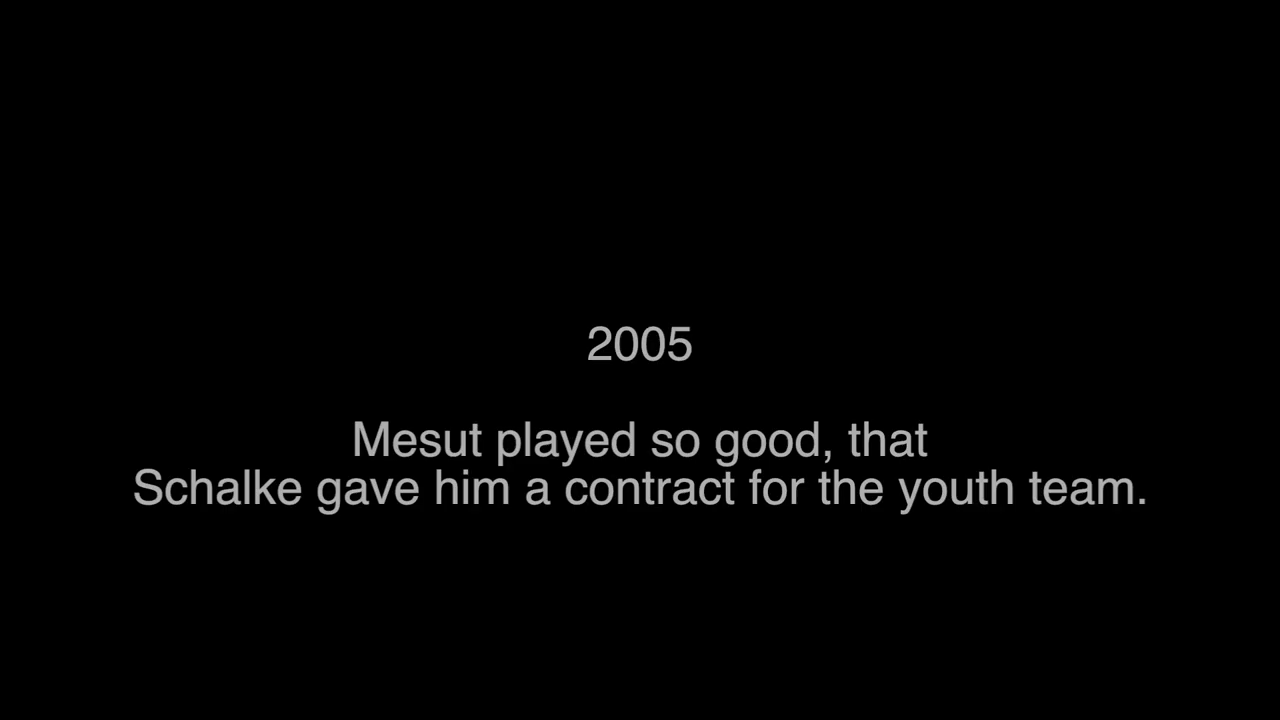 2005
Mesut played so good, that
Schalke gave him a contract for the youth team.